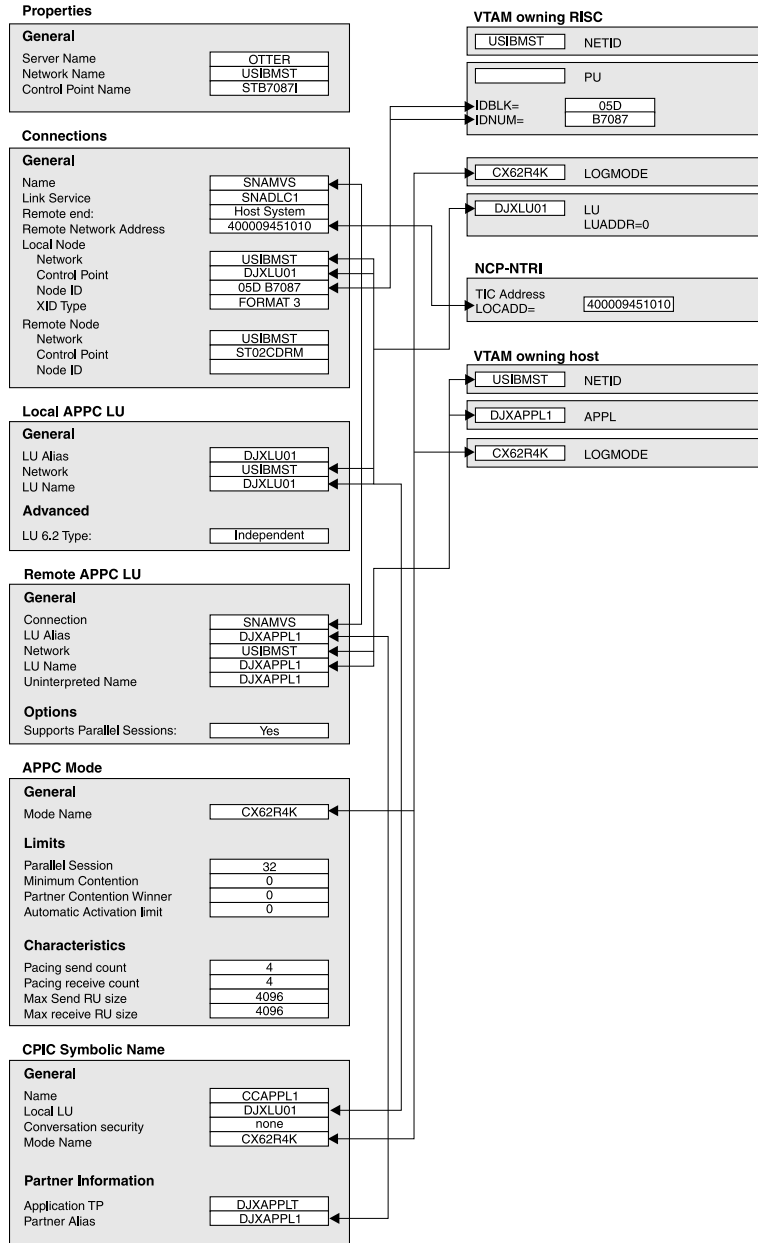 Properties
General
Server Name OTTER
Network Name USIBMST
Control Point Name STB7087I
Connections
General
Name SNAMVS
Link Service SNADLC1
Remote end: Host System
Remote Network Address 400009451010
Local Node
Network USIBMST
Control Point DJXLU01
Node ID 05D B7087
XID Type FORMAT 3
Remote Node
Network USIBMST
Control Point ST02CDRM
Node ID
Local APPC LU
General
LU Alias DJXLU01
Network USIBMST
LU Name DJXLU01
Advanced
LU 6.2 Type: Independent
Remote APPC LU
General
Connection SNAMVS
LU Alias DJXAPPL1
Network USIBMST
LU Name DJXAPPL1
Uninterpreted Name DJXAPPL1
Options
Supports Parallel Sessions: Yes
APPC Mode
General
Mode Name CX62R4K
Limits
Parallel Session 32
Minimum Contention 0
Partner Contention Winner 0
Automatic Activation limit 0
Characteristics
Pacing send count 4
Pacing receive count 4
Max Send RU size 4096
Max receive RU size 4096
CPIC Symbolic Name
General
Name CCAPPL1
Local LU DJXLU01
Conversation security none
Mode Name CX62R4K
Partner Information
Application TP DJXAPPLT
Partner Alias DJXAPPL1
VTAM owning RISC
USIBMST NETID
PU
IDBLK= 05D
IDNUM= B7087
CX62R4K LOGMODE
DJXLU01 LU
LUADDR=0
NCP-NTRI
TIC Address
LOCADD= 400009451010
VTAM owning host
USIBMST NETID
DJXAPPL1 APPL
CX62R4K LOGMODE